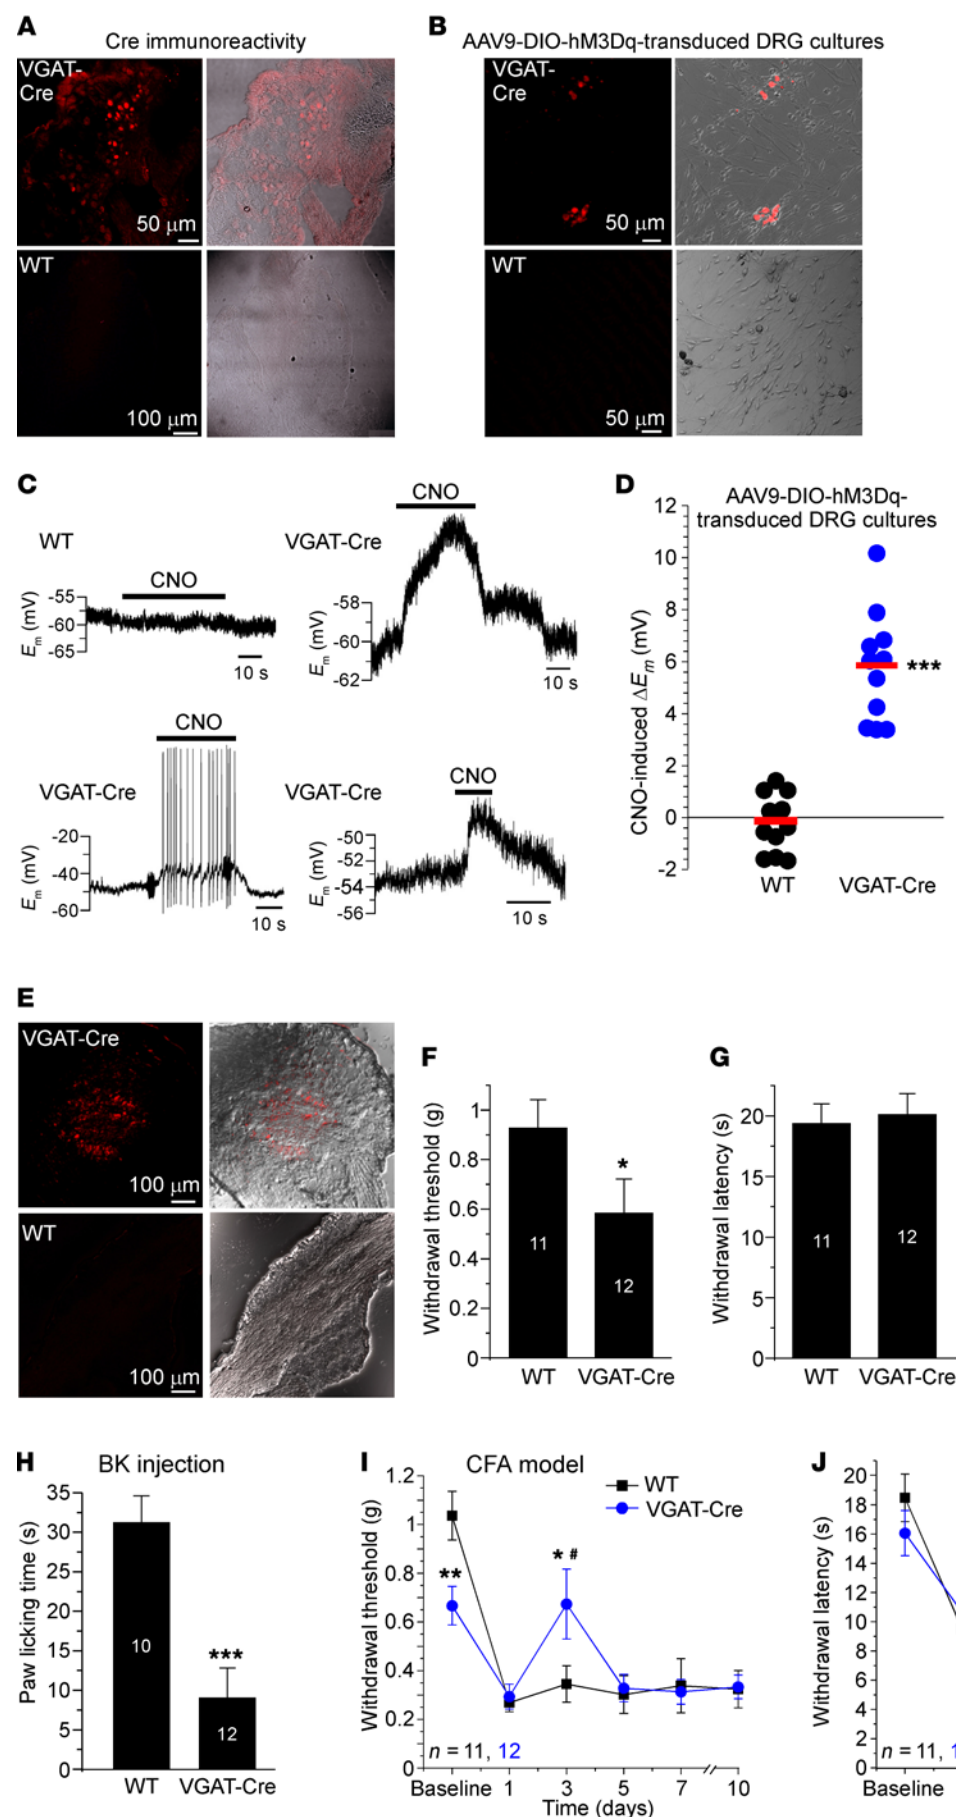 A
Cre immunoreactivity
VGAT-
Cre
50 μm
WT
100 μm
B
AAV9-DIO-hM3Dq-transduced DRG cultures
VGAT-
Cre
50 μm
WT
50 μm
C
WT
CNO
-55
-60
-65
Em (mV)
10 s
VGAT-Cre
CNO
-58
-60
-62
Em (mV)
10 s
VGAT-Cre
CNO
-20
-40
-60
Em (mV)
10 s
VGAT-Cre
CNO
-50
-52
-54
-56
Em (mV)
10 s
D
AAV9-DIO-hM3Dq-
transduced DRG cultures
CNO-induced ΔEm (mV)
12
10
8
6
4
2
0
-2
***
WT VGAT-Cre
E
VGAT-Cre
100 μm
WT
100 μm
F
Withdrawal threshold (g)
1
0.8
0.6
0.4
0.2
0
*
11
12
WT VGAT-Cre
G
Withdrawal latency (s)
20
15
10
5
0
11
12
WT VGAT-Cre
H
BK injection
Paw licking time (s)
35
30
25
20
15
10
5
0
10
***
12
WT VGAT-Cre
I
CFA model
WT
VGAT-Cre
Withdrawal threshold (g)
1.2
1
0.8
0.6
0.4
0.2
0
**
* #
n = 11, 12
Baseline 1 3 5 7 10
Time (days)
J
Withdrawal latency (s)
20
18
16
14
12
10
8
6
4
2
0
n = 11,
Baseline